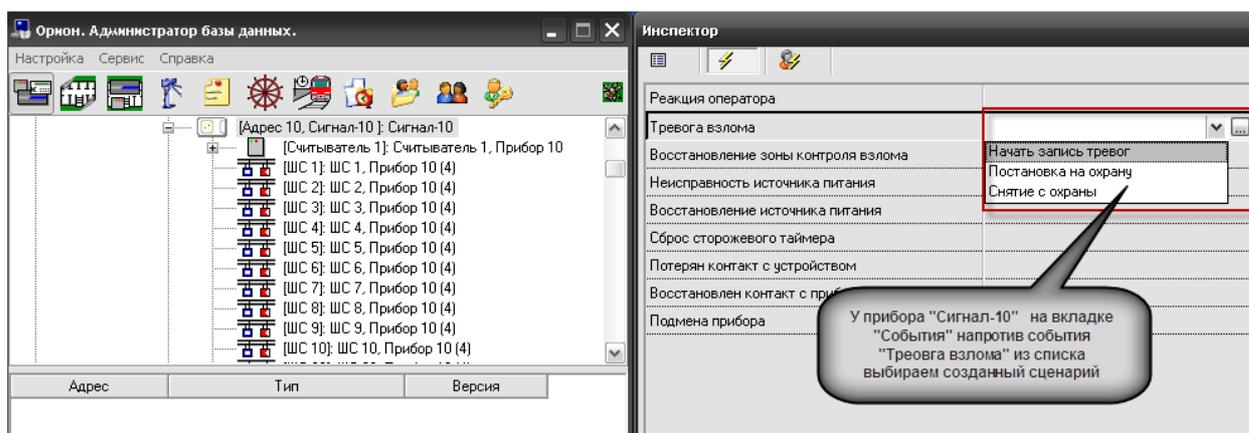 Орион. Администратор базы данных.
Настройка Сервис Справка
[Адрес 10, Сигнал-10 ]: Сигнал-10
[Считыватель 1]: Считыватель 1, Прибор 10
[ШС 1]: ШС 1, Прибор 10 (4)
[ШС 2]: ШС 2, Прибор 10 (4)
[ШС 3]: ШС 3, Прибор 10 (4)
[ШС 4]: ШС 4, Прибор 10 (4)
[ШС 5]: ШС 5, Прибор 10 (4)
[ШС 6]: ШС 6, Прибор 10 (4)
[ШС 7]: ШС 7, Прибор 10 (4)
[ШС 8]: ШС 8, Прибор 10 (4)
[ШС 9]: ШС 9, Прибор 10 (4)
[ШС 10]: ШС 10, Прибор 10 (4)
Адрес Тип Версия
Инспектор
Реакция оператора
Тревога взлома
Восстановление зоны контроля взлома
Неисправность источника питания
Восстановление источника питания
Сброс сторожевого таймера
Потерян контакт с устройством
Восстановлен контакт с при
Подмена прибора
Начать запись тревог
Постановка на охрану
Снятие с охраны
У прибора "Сигнал-10" на вкладке
"События" напротив события
"Треовга взлома" из списка
выбираем созданный сценарий